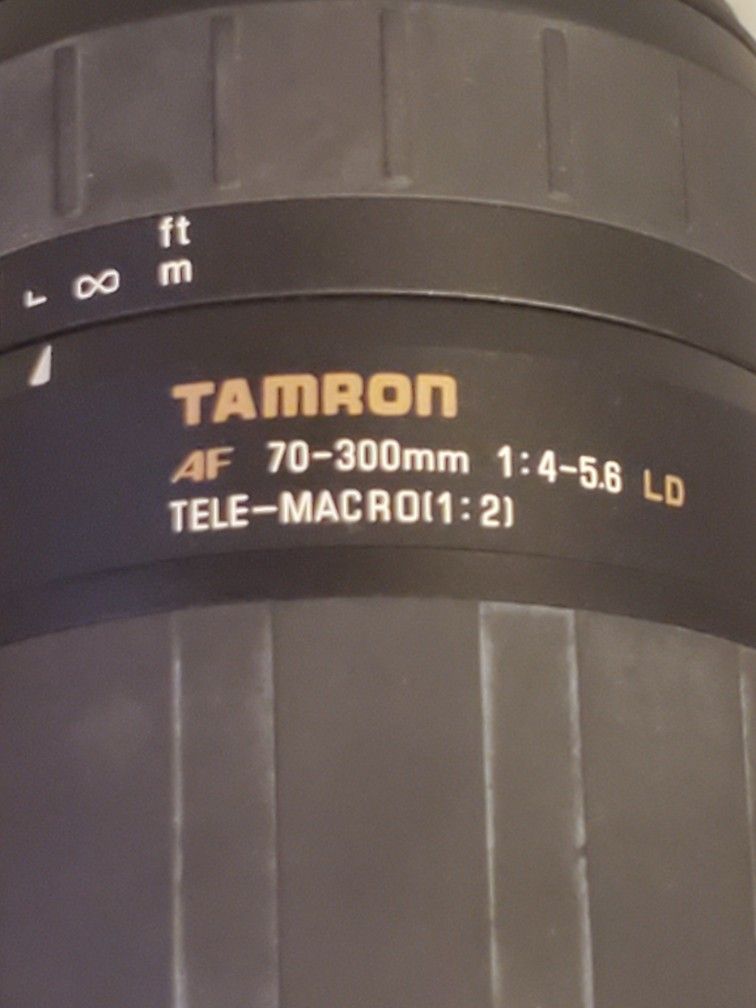 ft
∞ m
TAMRON
AF 70-300mm 1:4-5.6 LD
TELE-MACRO(1:2)